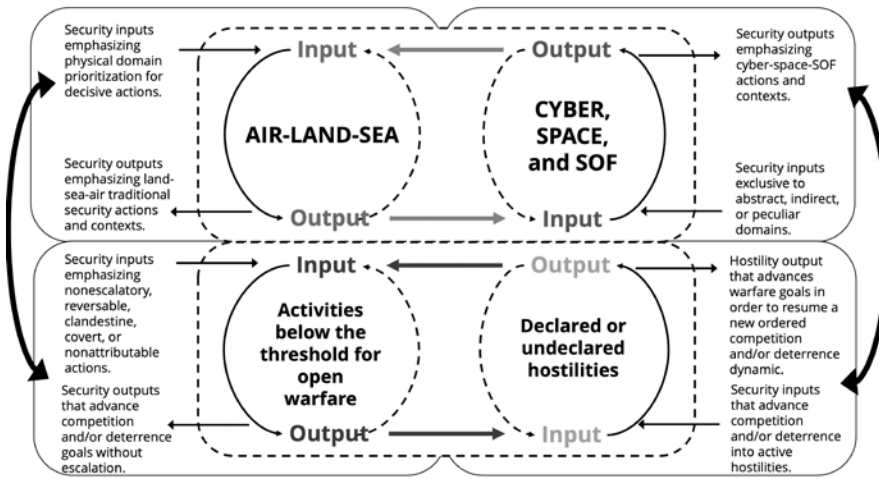 Security inputs
emphasizing
physical domain
prioritization for
decisive actions.
Input
Output
Security outputs
emphasizing
cyber-space-SOF
actions and
contexts.
AIR-LAND-SEA
CYBER,
SPACE,
and SOF
Security outputs
emphasizing land-
sea-air traditional
security actions
and contexts.
Output
Input
Security inputs
exclusive to
abstract, indirect,
or peculiar
domains.
Security inputs
emphasizing
nonescalatory,
reversable,
clandestine,
covert, or
nonattributable
actions.
Input
Output
Hostility output
that advances
warfare goals in
order to resume a
new ordered
competition
and/or deterrence
dynamic.
Activities
below the
threshold for
open
warfare
Declared or
undeclared
hostilities
Security outputs
that advance
competition
and/or deterrence
goals without
escalation.
Output
Input
Security inputs
that advance
competition
and/or deterrence
into active
hostilities.